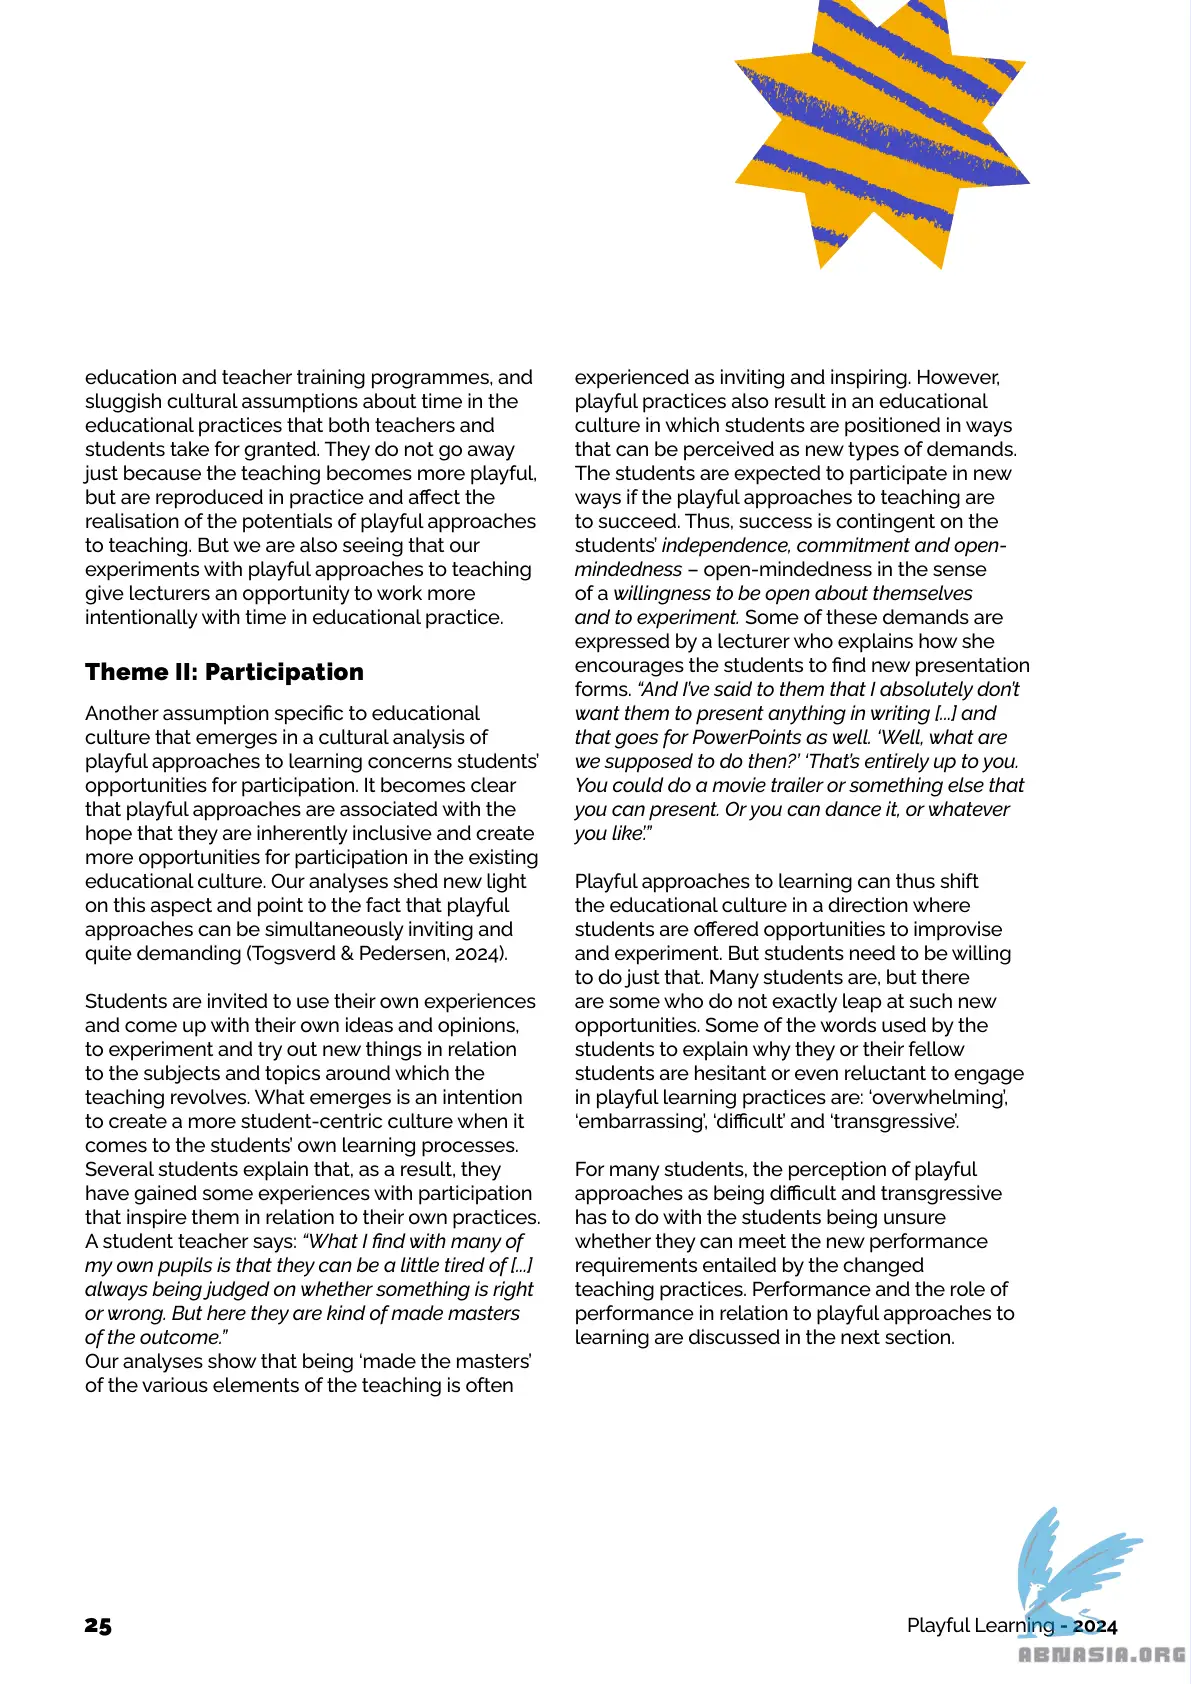 education and teacher training programmes, and
sluggish cultural assumptions about time in the
educational practices that both teachers and
students take for granted. They do not go away
just because the teaching becomes more playful,
but are reproduced in practice and affect the
realisation of the potentials of playful approaches
to teaching. But we are also seeing that our
experiments with playful approaches to teaching
give lecturers an opportunity to work more
intentionally with time in educational practice.
Theme II: Participation
Another assumption specific to educational
culture that emerges in a cultural analysis of
playful approaches to learning concerns students’
opportunities for participation. It becomes clear
that playful approaches are associated with the
hope that they are inherently inclusive and create
more opportunities for participation in the existing
educational culture. Our analyses shed new light
on this aspect and point to the fact that playful
approaches can be simultaneously inviting and
quite demanding (Togsverd & Pedersen, 2024).
Students are invited to use their own experiences
and come up with their own ideas and opinions,
to experiment and try out new things in relation
to the subjects and topics around which the
teaching revolves. What emerges is an intention
to create a more student-centric culture when it
comes to the students’ own learning processes.
Several students explain that, as a result, they
have gained some experiences with participation
that inspire them in relation to their own practices.
A student teacher says: “What I find with many of
my own pupils is that they can be a little tired of [...]
always being judged on whether something is right
or wrong. But here they are kind of made masters
of the outcome.”
Our analyses show that being ‘made the masters’
of the various elements of the teaching is often
experienced as inviting and inspiring. However,
playful practices also result in an educational
culture in which students are positioned in ways
that can be perceived as new types of demands.
The students are expected to participate in new
ways if the playful approaches to teaching are
to succeed. Thus, success is contingent on the
students’ independence, commitment and open-
mindedness – open-mindedness in the sense
of a willingness to be open about themselves
and to experiment. Some of these demands are
expressed by a lecturer who explains how she
encourages the students to find new presentation
forms. “And I’ve said to them that I absolutely don’t
want them to present anything in writing [...] and
that goes for PowerPoints as well. ‘Well, what are
we supposed to do then?’ ‘That’s entirely up to you.
You could do a movie trailer or something else that
you can present. Or you can dance it, or whatever
you like’.”
Playful approaches to learning can thus shift
the educational culture in a direction where
students are offered opportunities to improvise
and experiment. But students need to be willing
to do just that. Many students are, but there
are some who do not exactly leap at such new
opportunities. Some of the words used by the
students to explain why they or their fellow
students are hesitant or even reluctant to engage
in playful learning practices are: ‘overwhelming’,
‘embarrassing’, ‘difficult’ and ‘transgressive’.
For many students, the perception of playful
approaches as being difficult and transgressive
has to do with the students being unsure
whether they can meet the new performance
requirements entailed by the changed
teaching practices. Performance and the role of
performance in relation to playful approaches to
learning are discussed in the next section.
25
Playful Learning - 2024
ABNASIA.ORG